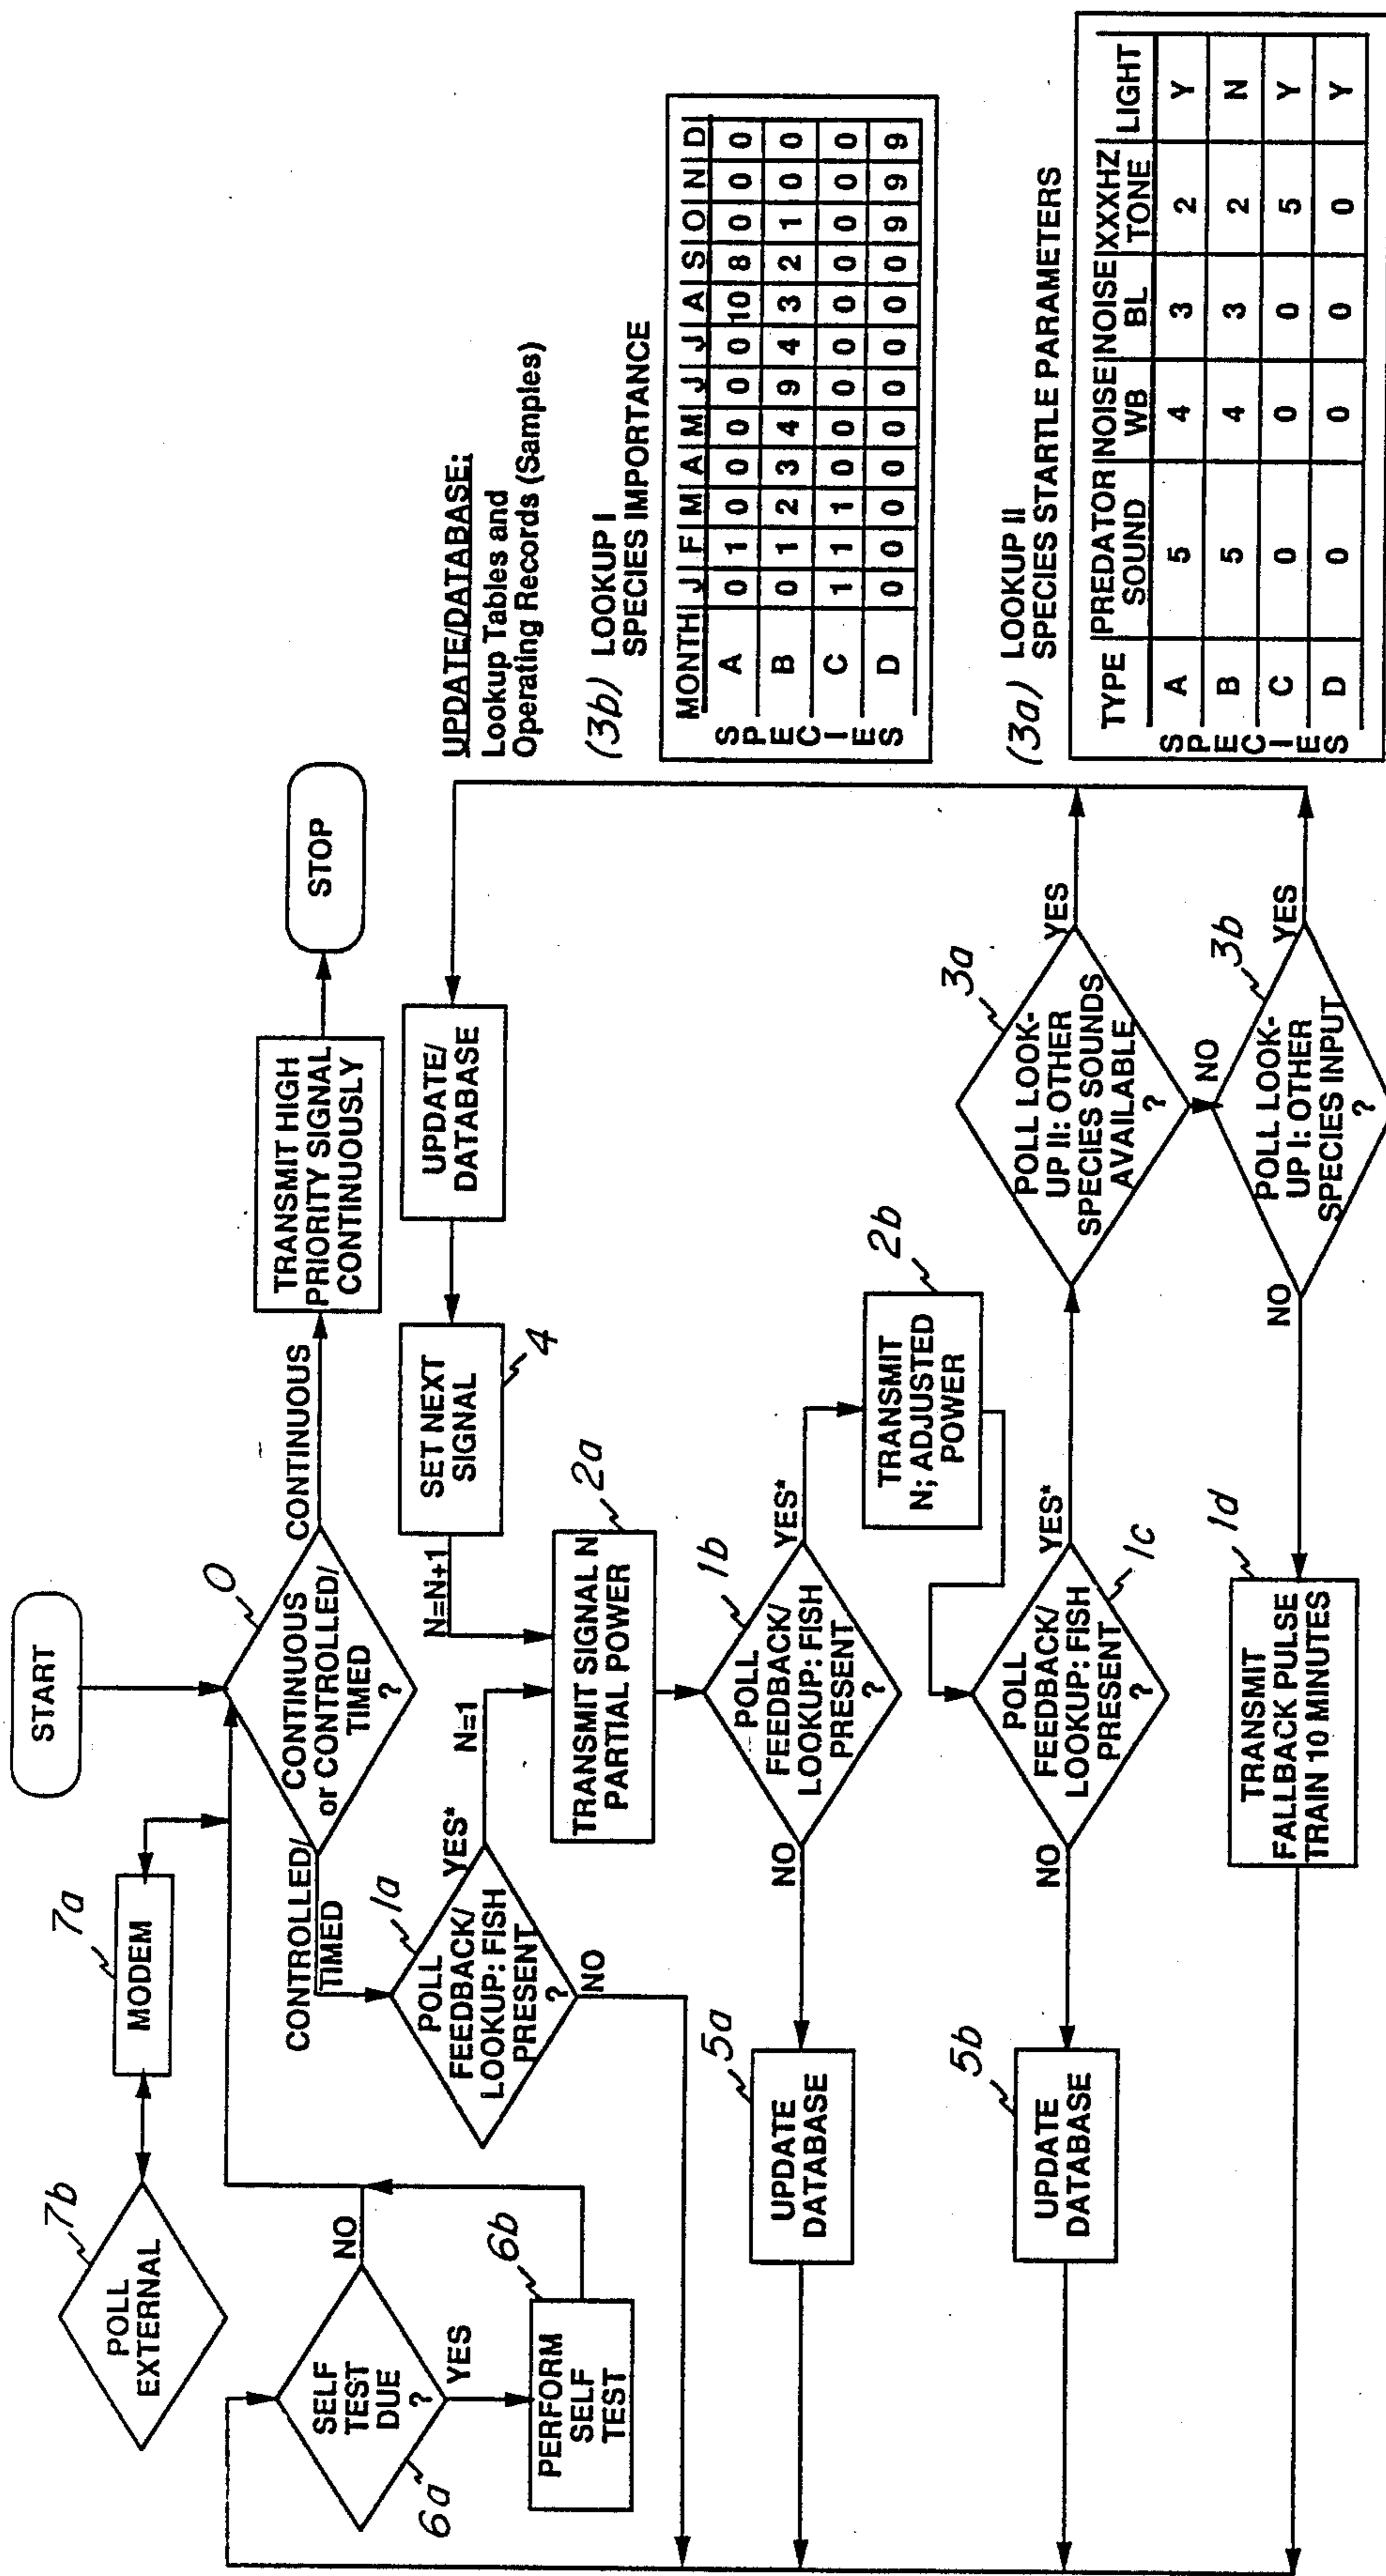 START
7b
POLL
EXTERNAL
7a
MODEM
0
CONTINUOUS
or CONTROLLED/
TIMED
?
CONTINUOUS
TRANSMIT HIGH
PRIORITY SIGNAL
CONTINUOUSLY
STOP
CONTROLLED/
TIMED
SELF
TEST
DUE
?
NO
YES
6a
6b
PERFORM
SELF
TEST
1a
POLL
FEEDBACK/
LOOKUP: FISH
PRESENT
?
YES*
NO
N=1
N=N+1
SET NEXT
SIGNAL
4
UPDATE/
DATABASE
TRANSMIT SIGNAL N
PARTIAL POWER
2a
1b
POLL
FEEDBACK/
LOOKUP: FISH
PRESENT
?
YES*
NO
5a
UPDATE
DATABASE
TRANSMIT
N; ADJUSTED
POWER
2b
POLL
FEEDBACK/
LOOKUP: FISH
PRESENT
?
1c
YES*
NO
5b
UPDATE
DATABASE
3a
POLL LOOK-
UP II: OTHER
SPECIES SOUNDS
AVAILABLE
?
YES
NO
3b
POLL LOOK-
UP I: OTHER
SPECIES INPUT
?
YES
NO
1d
TRANSMIT
FALLBACK PULSE
TRAIN 10 MINUTES
UPDATE/DATABASE:
Lookup Tables and
Operating Records (Samples)
(3b) LOOKUP I
SPECIES IMPORTANCE
MONTH J F M A M J J A S O N D
SPECIES
A 0 1 0 0 0 0 0 10 8 0 0 0
B 0 1 2 3 4 9 4 3 2 1 0 0
C 1 1 1 0 0 0 0 0 0 0 0 0
D 0 0 0 0 0 0 0 0 0 9 9 9
(3a) LOOKUP II
SPECIES STARTLE PARAMETERS
TYPE PREDATOR NOISE NOISE XXXHZ LIGHT
SOUND WB BL TONE
SPECIES
A 5 4 3 2 Y
B 5 4 3 2 N
C 0 0 0 5 Y
D 0 0 0 0 Y